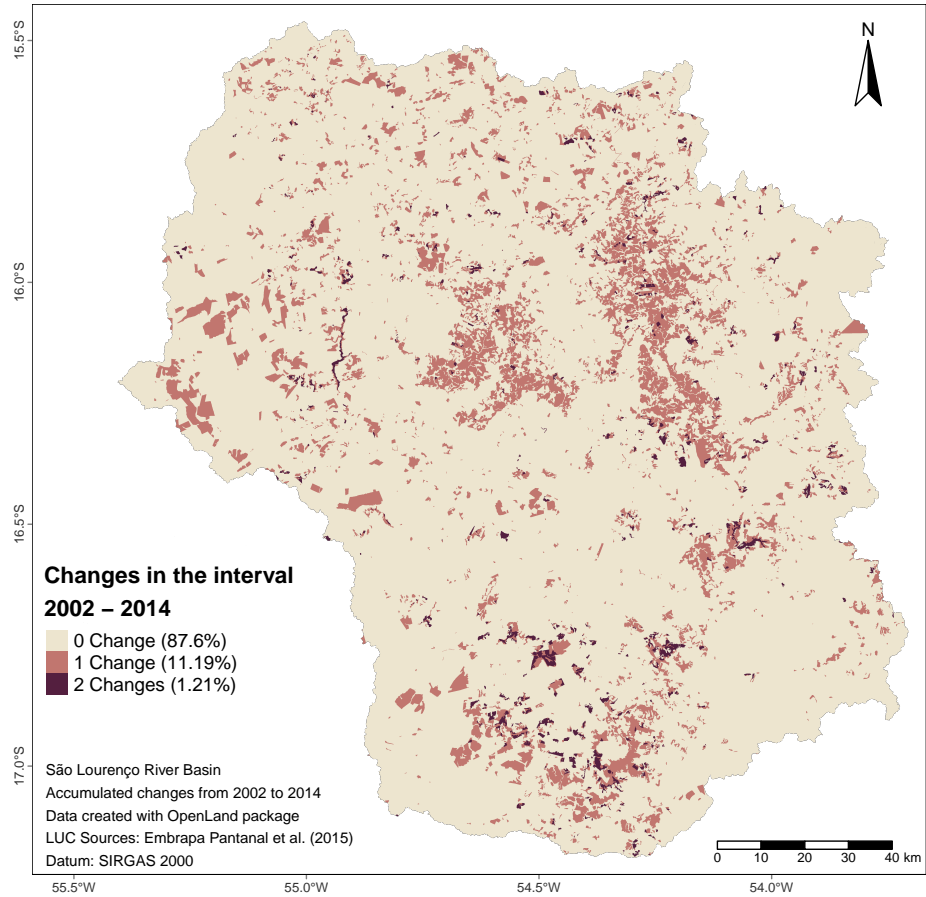 N
15.5°S
16.0°S
16.5°S
17.0°S
Changes in the interval
2002 – 2014
0 Change (87.6%)
1 Change (11.19%)
2 Changes (1.21%)
São Lourenço River Basin
Accumulated changes from 2002 to 2014
Data created with OpenLand package
LUC Sources: Embrapa Pantanal et al. (2015)
Datum: SIRGAS 2000
0 10 20 30 40 km
55.5°W 55.0°W 54.5°W 54.0°W